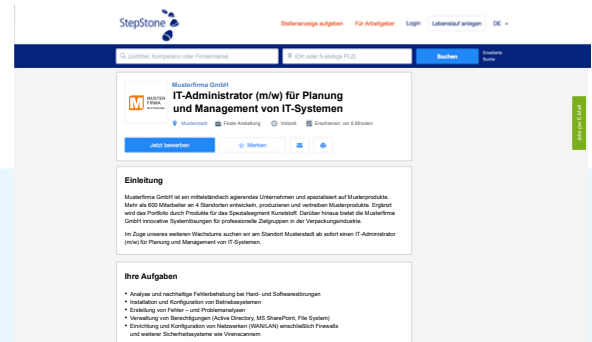 StepStone
Stellenanzeige aufgeben Für Arbeitgeber Login Lebenslauf anlegen DE
(Jobtitel, Kompetenz oder Firmenname) (Ort oder 5-stellige PLZ) Suchen Erweiterte
Suche
Jobs per E-Mail
M MUSTER
FIRMA
Musterfirma GmbH
IT-Administrator (m/w) für Planung
und Management von IT-Systemen
Musterstadt Feste Anstellung Vollzeit Erschienen: vor 6 Minuten
Jetzt bewerben Merken
Einleitung
Musterfirma GmbH ist ein mittelständisch agierendes Unternehmen und spezialisiert auf Musterprodukte.
Mehr als 600 Mitarbeiter an 4 Standorten entwickeln, produzieren und vertreiben Musterprodukte. Ergänzt
wird das Portfolio durch Produkte für das Spezialsegment Kunststoff. Darüber hinaus bietet die Musterfirma
GmbH innovative Systemlösungen für professionelle Zielgruppen in der Verpackungsindustrie.
Im Zuge unseres weiteren Wachstums suchen wir am Standort Musterstadt ab sofort einen IT-Administrator
(m/w) für Planung und Management von IT-Systemen.
Ihre Aufgaben
• Analyse und nachhaltige Fehlerbehebung bei Hard- und Softwarestörungen
• Installation und Konfiguration von Betriebssystemen
• Erstellung von Fehler – und Problemanalysen
• Verwaltung von Berechtigungen (Active Directory, MS SharePoint, File System)
• Einrichtung und Konfiguration von Netzwerken (WAN/LAN) einschließlich Firewalls
und weiterer Sicherheitssysteme wie Virenscannern